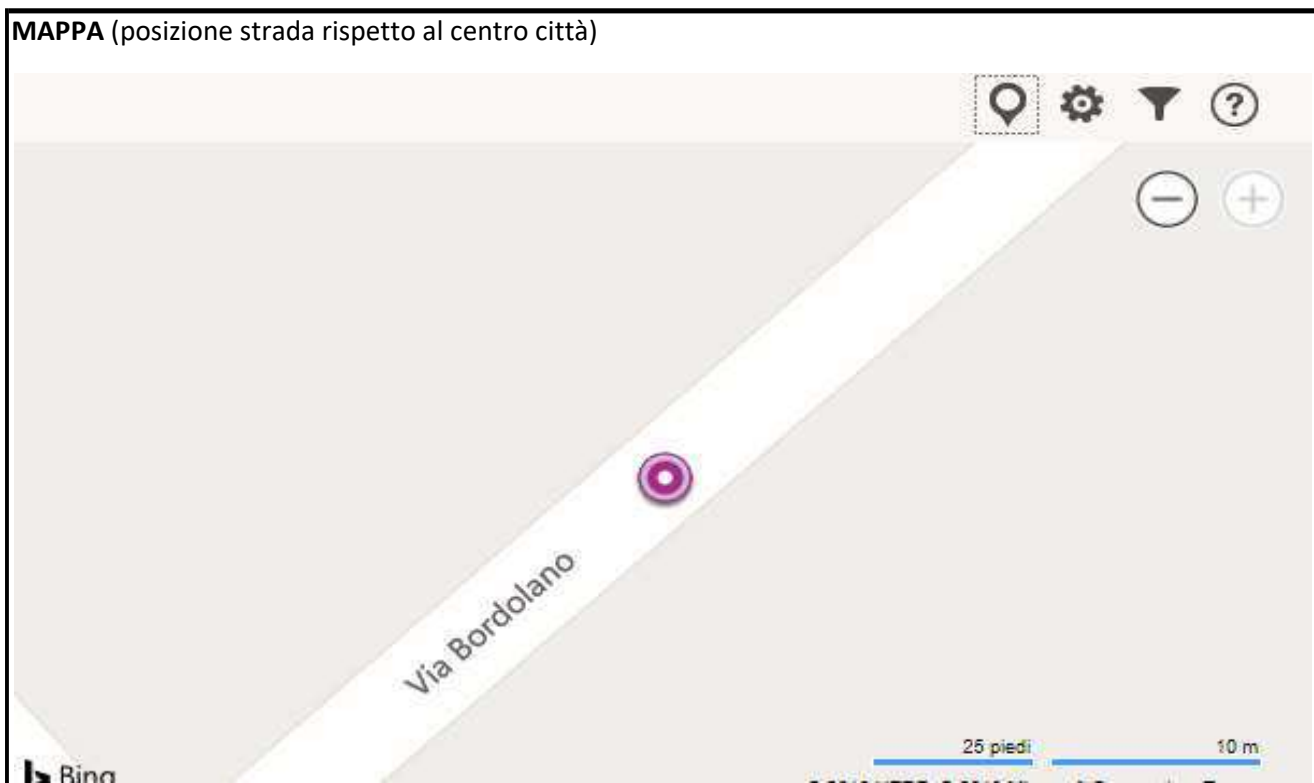 MAPPA (posizione strada rispetto al centro città)
?
Via Bordolano
25 piedi
10 m
Bing